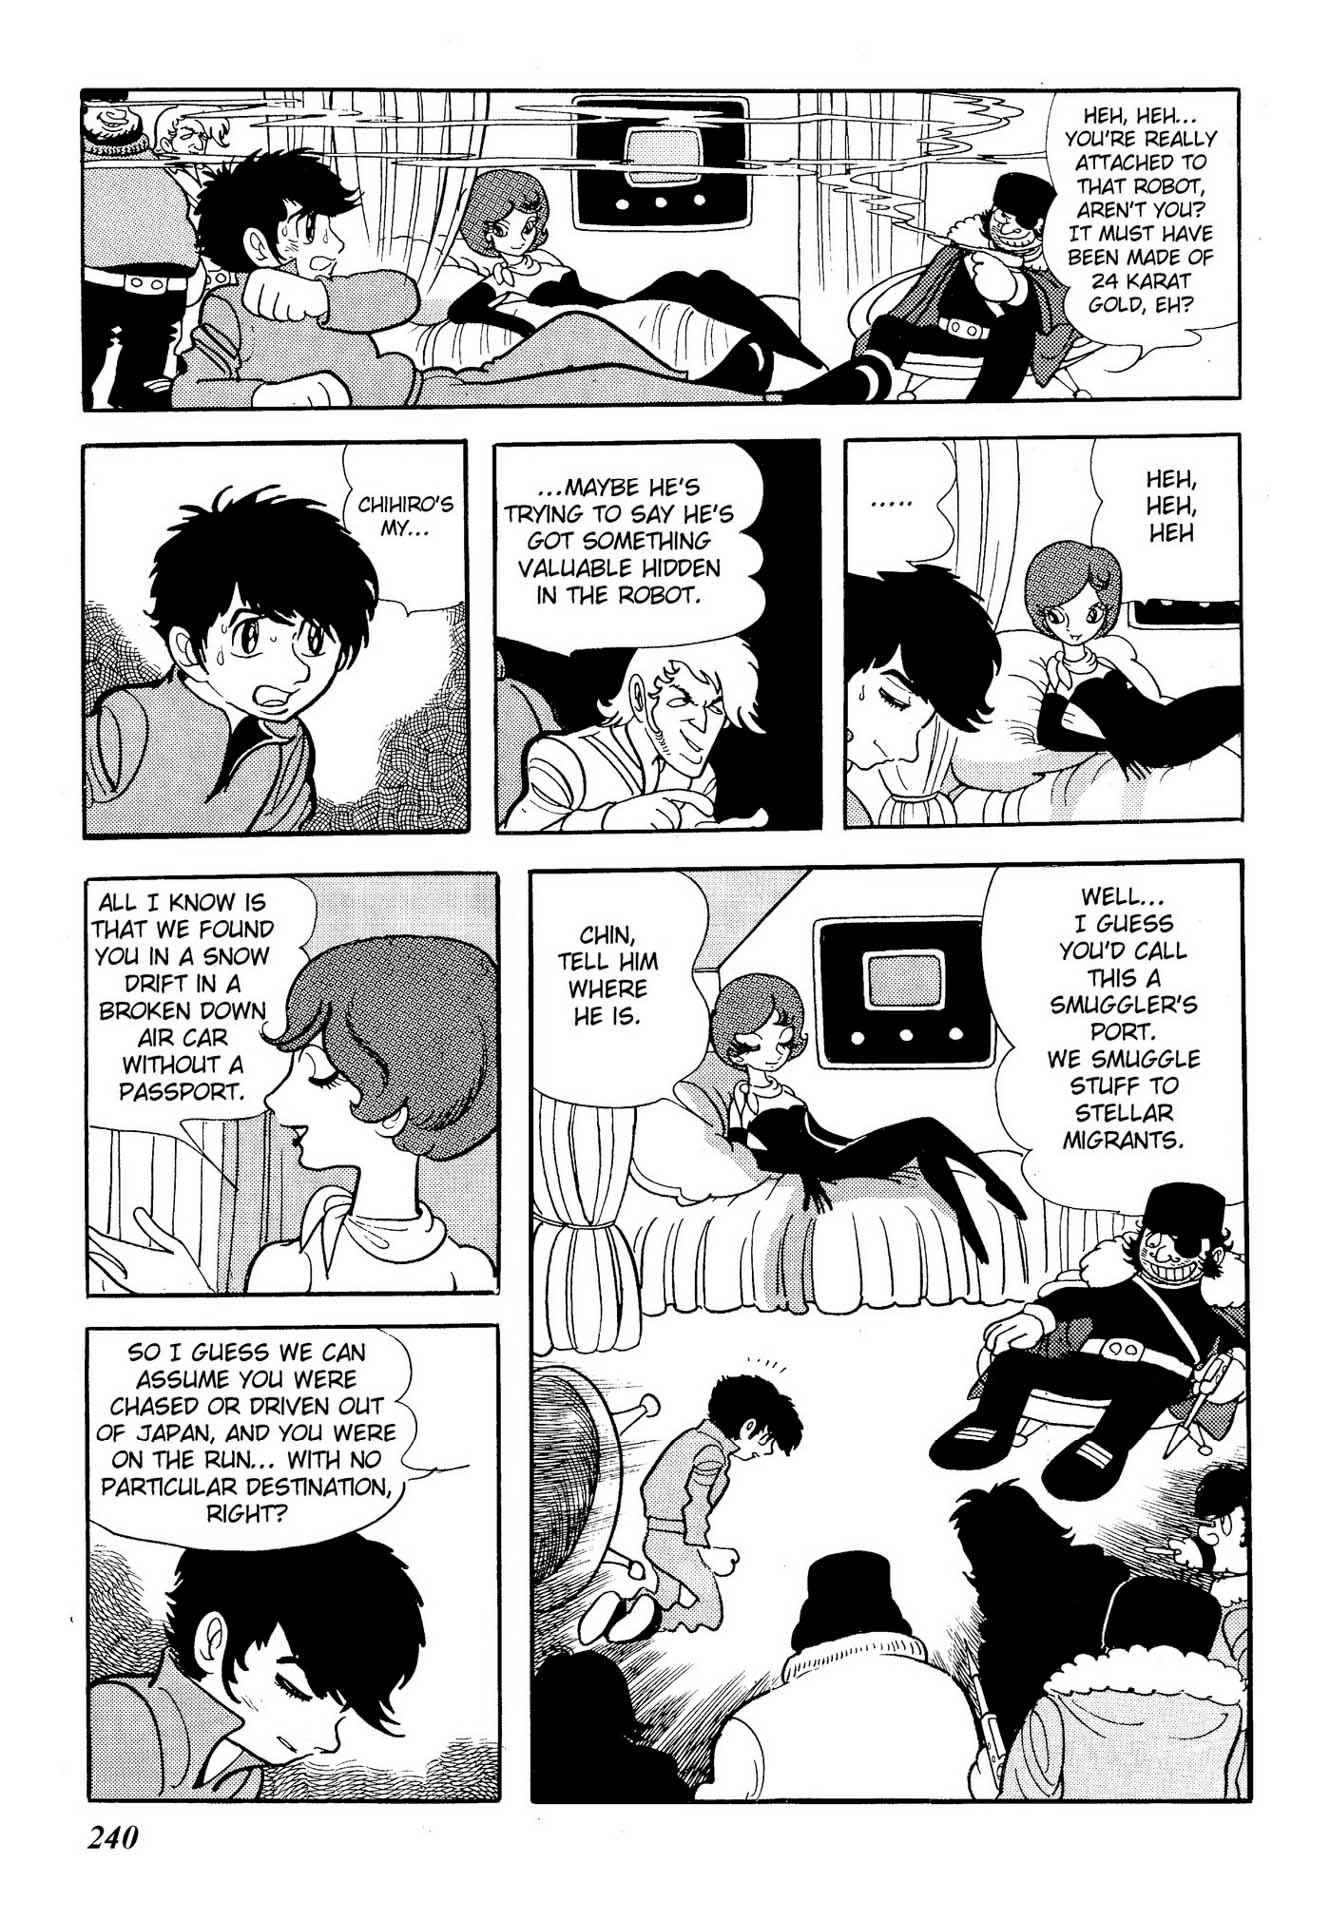 HEH, HEH...
YOU'RE REALLY
ATTACHED TO
THAT ROBOT,
AREN'T YOU?
IT MUST HAVE
BEEN MADE OF
24 KARAT
GOLD, EH?
CHIHIRO'S
MY...
...MAYBE HE'S
TRYING TO SAY HE'S
GOT SOMETHING
VALUABLE HIDDEN
IN THE ROBOT.
.....
HEH,
HEH,
HEH
ALL I KNOW IS
THAT WE FOUND
YOU IN A SNOW
DRIFT IN A
BROKEN DOWN
AIR CAR
WITHOUT A
PASSPORT.
SO I GUESS WE CAN
ASSUME YOU WERE
CHASED OR DRIVEN OUT
OF JAPAN, AND YOU WERE
ON THE RUN... WITH NO
PARTICULAR DESTINATION,
RIGHT?
CHIN,
TELL HIM
WHERE
HE IS.
WELL...
I GUESS
YOU'D CALL
THIS A
SMUGGLER'S
PORT.
WE SMUGGLE
STUFF TO
STELLAR
MIGRANTS.
240